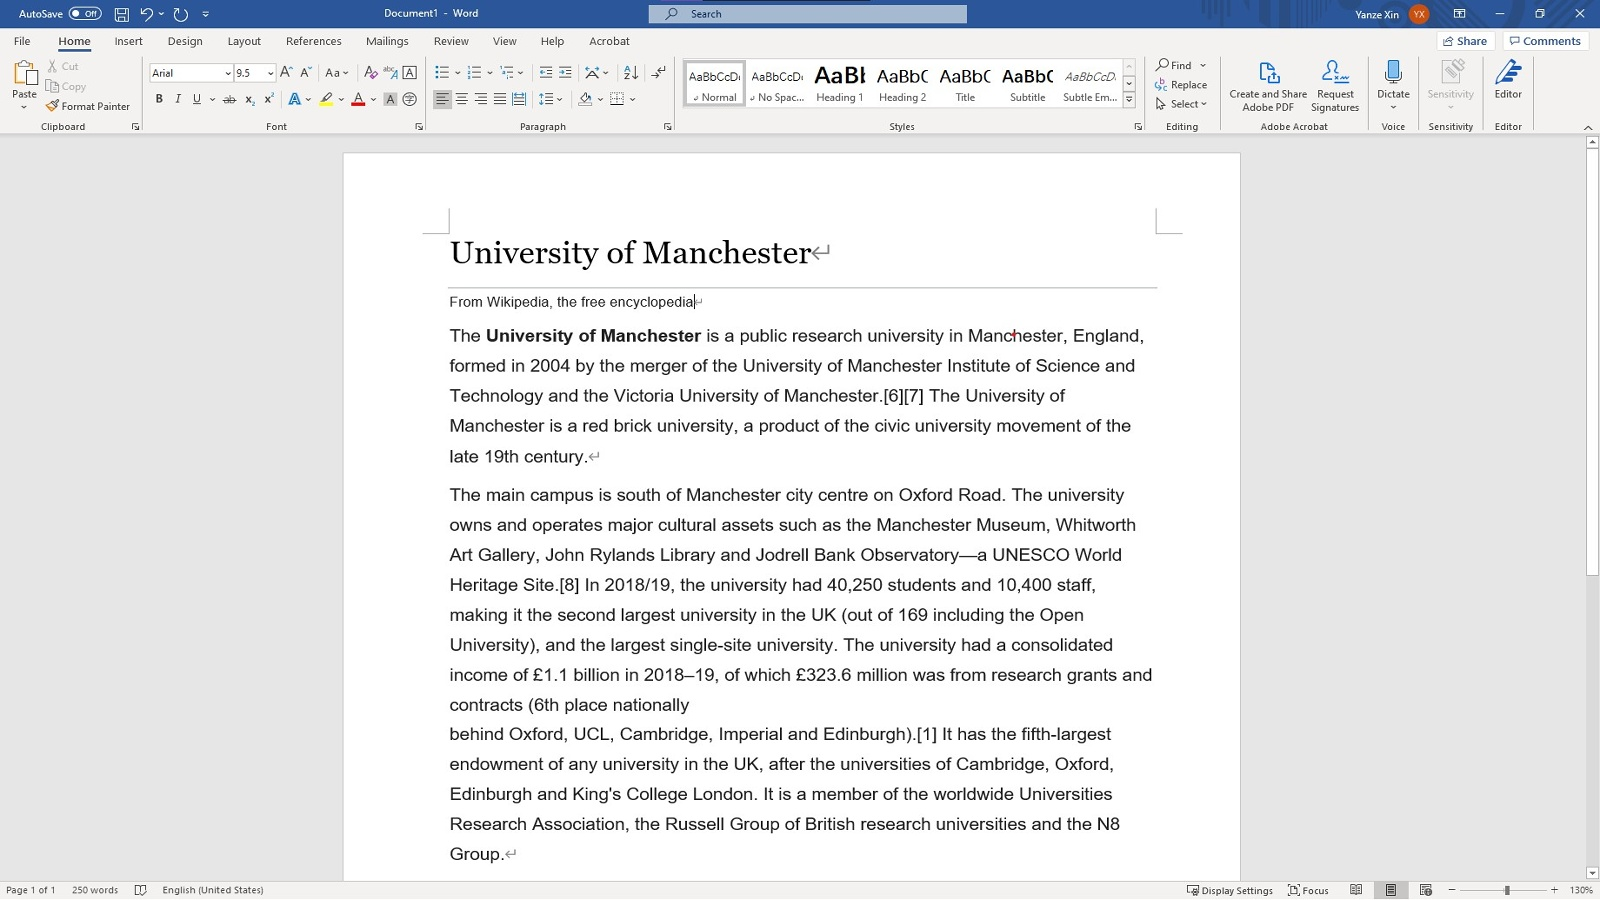 AutoSave Off Document1 - Word Search Yanze Xin YX
File Home Insert Design Layout References Mailings Review View Help Acrobat Share Comments
Paste Cut Copy Format Painter
Clipboard
Arial 9.5 Aa
Font
Paragraph
AaBbCcDc AaBbCcDc AaBb AaBbC AaBbC AaBbC AaBbCcD.
Normal No Spac... Heading 1 Heading 2 Title Subtitle Subtle Em...
Styles
Find
Replace
Select
Editing
Create and Share Adobe PDF
Request Signatures
Adobe Acrobat
Dictate
Voice
Sensitivity
Sensitivity
Editor
Editor
University of Manchester
From Wikipedia, the free encyclopedia
The University of Manchester is a public research university in Manchester, England,
formed in 2004 by the merger of the University of Manchester Institute of Science and
Technology and the Victoria University of Manchester.[6][7] The University of
Manchester is a red brick university, a product of the civic university movement of the
late 19th century.
The main campus is south of Manchester city centre on Oxford Road. The university
owns and operates major cultural assets such as the Manchester Museum, Whitworth
Art Gallery, John Rylands Library and Jodrell Bank Observatory—a UNESCO World
Heritage Site.[8] In 2018/19, the university had 40,250 students and 10,400 staff,
making it the second largest university in the UK (out of 169 including the Open
University), and the largest single-site university. The university had a consolidated
income of £1.1 billion in 2018–19, of which £323.6 million was from research grants and
contracts (6th place nationally
behind Oxford, UCL, Cambridge, Imperial and Edinburgh).[1] It has the fifth-largest
endowment of any university in the UK, after the universities of Cambridge, Oxford,
Edinburgh and King's College London. It is a member of the worldwide Universities
Research Association, the Russell Group of British research universities and the N8
Group.
Page 1 of 1 250 words English (United States) Display Settings Focus 130%